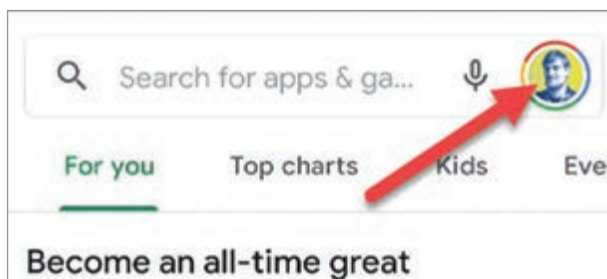 Search for apps & ga...
For you Top charts Kids Eve
Become an all-time great